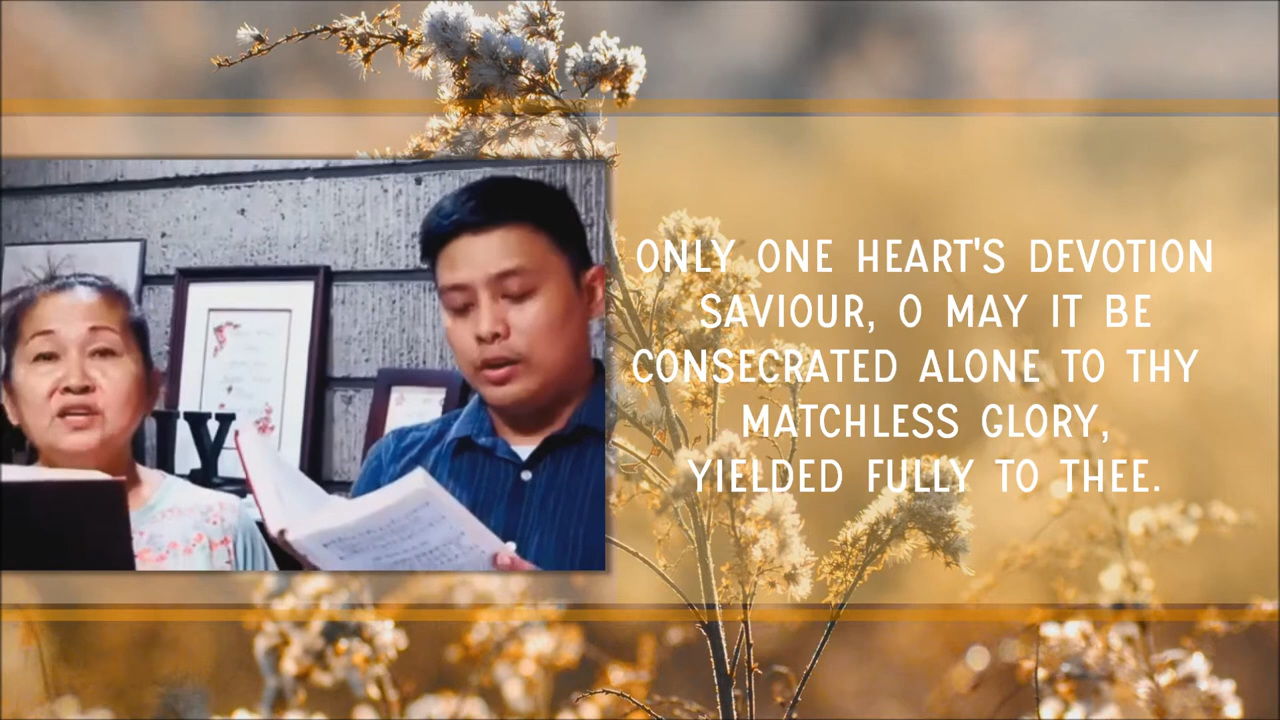 ONLY ONE HEART'S DEVOTION
SAVIOUR, O MAY IT BE
CONSECRATED ALONE TO THY
MATCHLESS GLORY,
YIELDED FULLY TO THEE.